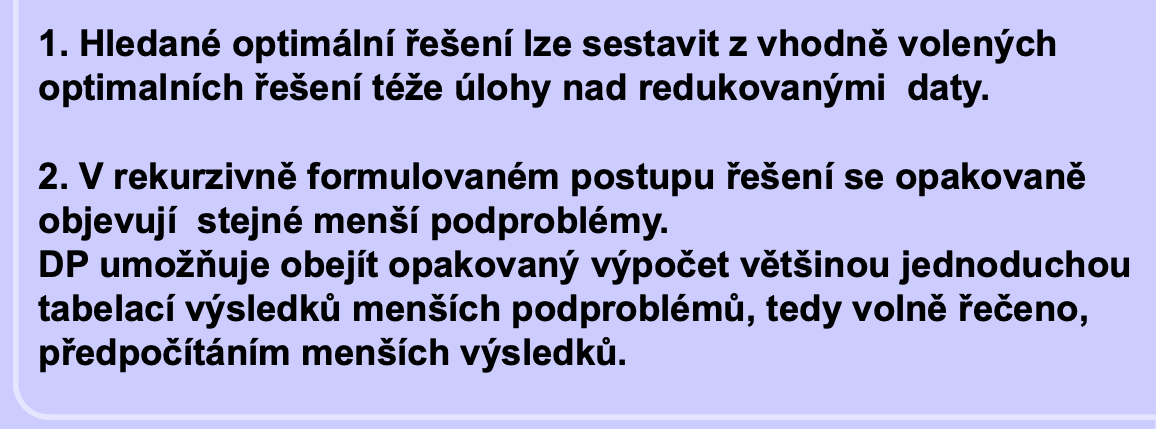 1. Hledané optimální řešení lze sestavit z vhodně volených
optimalních řešení téže úlohy nad redukovanými daty.
2. V rekurzivně formulovaném postupu řešení se opakovaně
objevují stejné menší podproblémy.
DP umožňuje obejít opakovaný výpočet většinou jednoduchou
tabelací výsledků menších podproblémů, tedy volně řečeno,
předpočítáním menších výsledků.